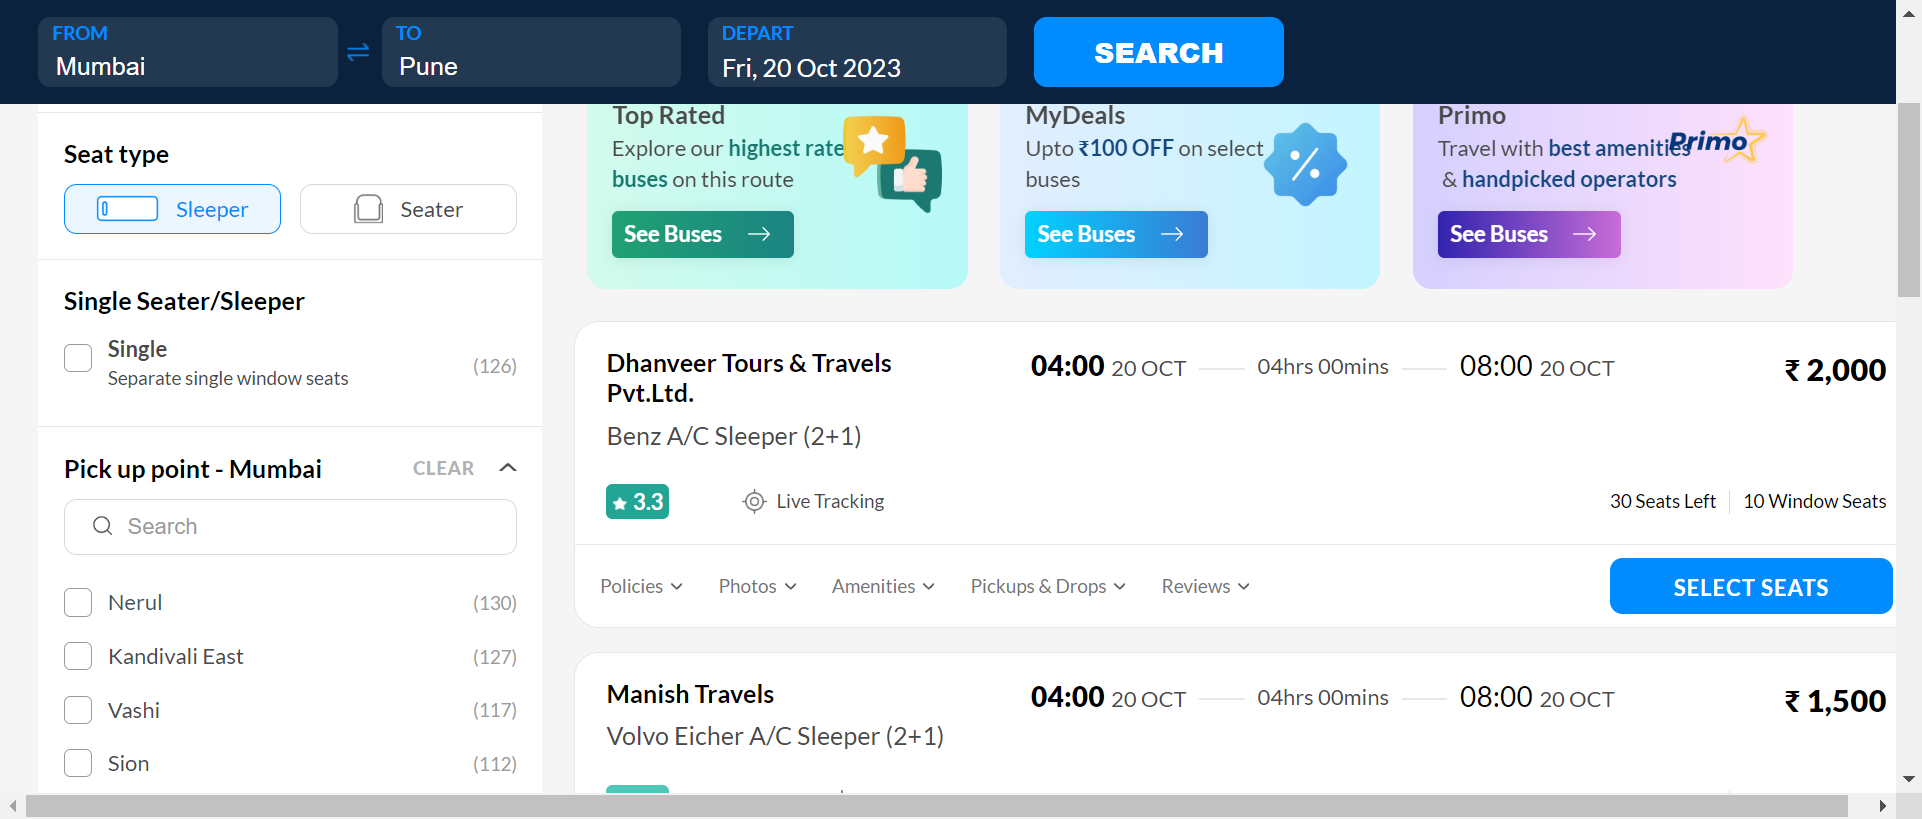 FROM
Mumbai
TO
Pune
DEPART
Fri, 20 Oct 2023
SEARCH
Seat type
Sleeper
Seater
Single Seater/Sleeper
Single
Separate single window seats
(126)
Pick up point - Mumbai
CLEAR
Search
Nerul
(130)
Kandivali East
(127)
Vashi
(117)
Sion
(112)
Top Rated
Explore our highest rate
buses on this route
See Buses
MyDeals
Upto ₹100 OFF on select
buses
See Buses
Primo
Travel with best amenities
& handpicked operators
Primo
See Buses
Dhanveer Tours & Travels
Pvt.Ltd.
Benz A/C Sleeper (2+1)
04:00 20 OCT
04hrs 00mins
08:00 20 OCT
₹ 2,000
3.3
Live Tracking
30 Seats Left
10 Window Seats
Policies
Photos
Amenities
Pickups & Drops
Reviews
SELECT SEATS
Manish Travels
Volvo Eicher A/C Sleeper (2+1)
04:00 20 OCT
04hrs 00mins
08:00 20 OCT
₹ 1,500